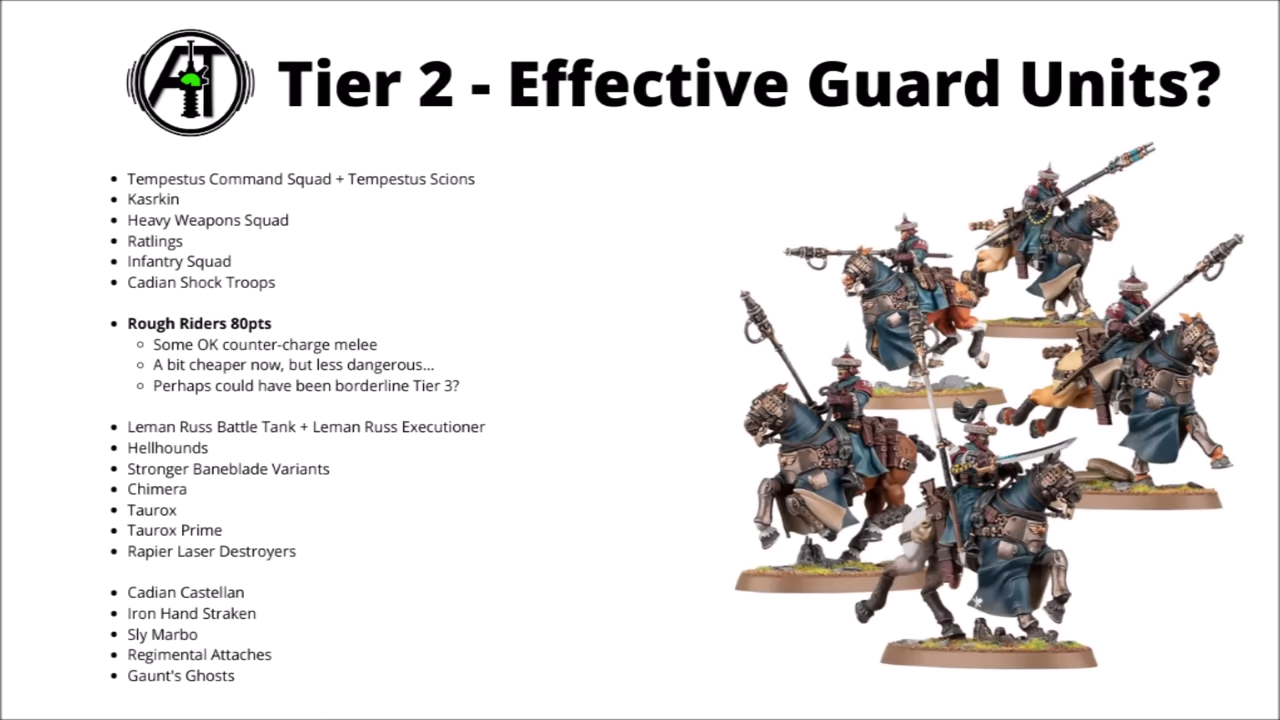 AT
Tier 2 - Effective Guard Units?
• Tempestus Command Squad + Tempestus Scions
• Kasrkin
• Heavy Weapons Squad
• Ratlings
• Infantry Squad
• Cadian Shock Troops
• Rough Riders 80pts
◦ Some OK counter-charge melee
◦ A bit cheaper now, but less dangerous...
◦ Perhaps could have been borderline Tier 3?
• Leman Russ Battle Tank + Leman Russ Executioner
• Hellhounds
• Stronger Baneblade Variants
• Chimera
• Taurox
• Taurox Prime
• Rapier Laser Destroyers
• Cadian Castellan
• Iron Hand Straken
• Sly Marbo
• Regimental Attaches
• Gaunt's Ghosts